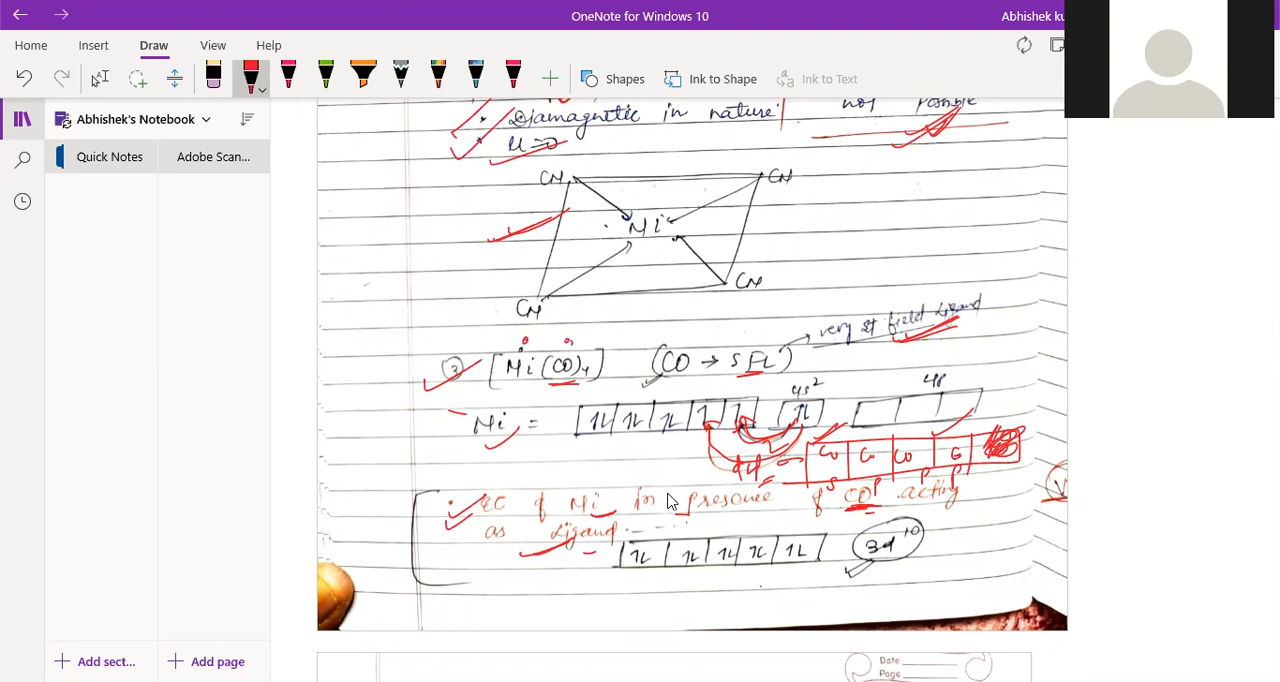 OneNote for Windows 10
Abhishek ku
Home Insert Draw View Help
Shapes Ink to Shape Ink to Text
Abhishek's Notebook
Quick Notes Adobe Scan...
Diamagnetic in nature not possible
μ=0
CN CN
Ni
CN CN
very st field ligand
③ [Ni(CO)4] (CO → SFL)
4s2 4p
Ni =
CO CO CO
S P P P
EC of Ni in presence of CO acting
as ligand
3d10
Date
Page
Add sect... Add page